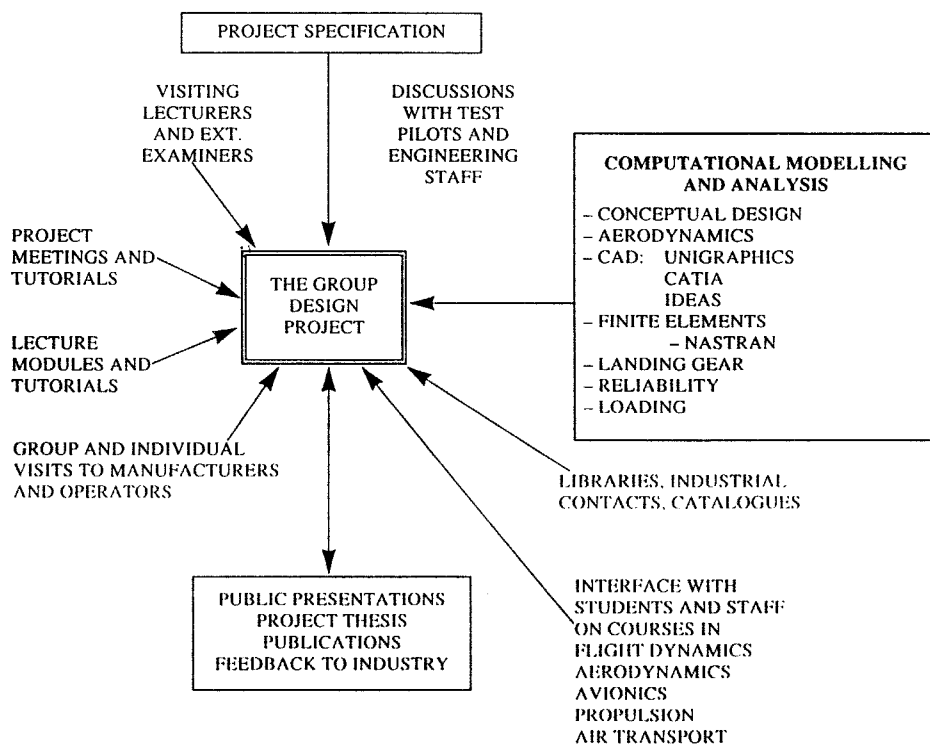 PROJECT SPECIFICATION
VISITING
LECTURERS
AND EXT.
EXAMINERS
DISCUSSIONS
WITH TEST
PILOTS AND
ENGINEERING
STAFF
COMPUTATIONAL MODELLING
AND ANALYSIS
– CONCEPTUAL DESIGN
– AERODYNAMICS
– CAD: UNIGRAPHICS
CATIA
IDEAS
– FINITE ELEMENTS
– NASTRAN
– LANDING GEAR
– RELIABILITY
– LOADING
PROJECT
MEETINGS AND
TUTORIALS
THE GROUP
DESIGN
PROJECT
LECTURE
MODULES AND
TUTORIALS
GROUP AND INDIVIDUAL
VISITS TO MANUFACTURERS
AND OPERATORS
LIBRARIES, INDUSTRIAL
CONTACTS, CATALOGUES
PUBLIC PRESENTATIONS
PROJECT THESIS
PUBLICATIONS
FEEDBACK TO INDUSTRY
INTERFACE WITH
STUDENTS AND STAFF
ON COURSES IN
FLIGHT DYNAMICS
AERODYNAMICS
AVIONICS
PROPULSION
AIR TRANSPORT